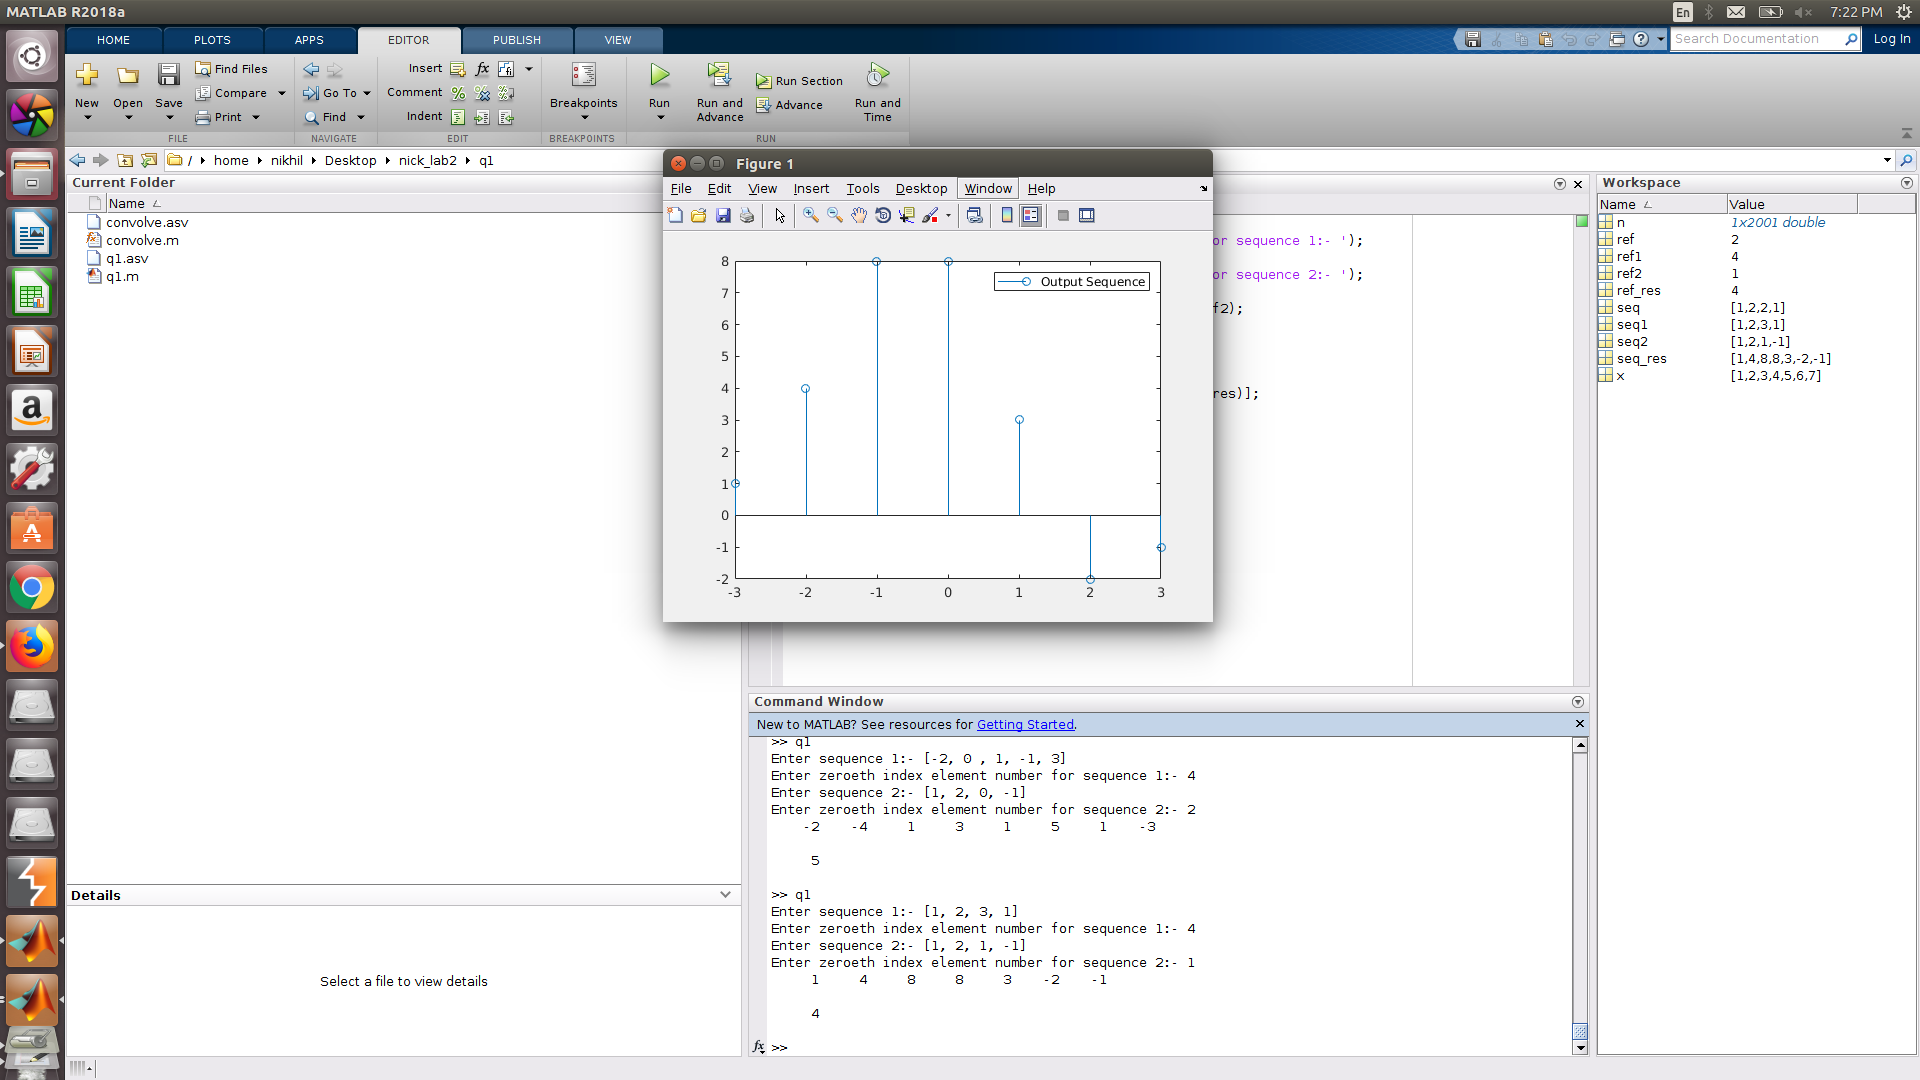 MATLAB R2018a
En
7:22 PM
HOME PLOTS APPS EDITOR PUBLISH VIEW
Search Documentation
Log In
New Open Save
Find Files
Compare
Print
FILE
Go To
Find
NAVIGATE
Insert fx
Comment
Indent
EDIT
Breakpoints
BREAKPOINTS
Run
Run and Advance
Run Section
Advance
Run and Time
RUN
/ home nikhil Desktop nick_lab2 q1
Current Folder
Name
convolve.asv
convolve.m
q1.asv
q1.m
Details
Select a file to view details
Figure 1
File Edit View Insert Tools Desktop Window Help
Output Sequence
8
7
6
5
4
3
2
1
0
-1
-2
-3 -2 -1 0 1 2 3
or sequence 1:- ');
or sequence 2:- ');
f2);
res)];
Command Window
New to MATLAB? See resources for Getting Started.
>> q1
Enter sequence 1:- [-2, 0 , 1, -1, 3]
Enter zeroeth index element number for sequence 1:- 4
Enter sequence 2:- [1, 2, 0, -1]
Enter zeroeth index element number for sequence 2:- 2
-2 -4 1 3 1 5 1 -3
5
>> q1
Enter sequence 1:- [1, 2, 3, 1]
Enter zeroeth index element number for sequence 1:- 4
Enter sequence 2:- [1, 2, 1, -1]
Enter zeroeth index element number for sequence 2:- 1
1 4 8 8 3 -2 -1
4
fx >>
Workspace
Name Value
n 1x2001 double
ref 2
ref1 4
ref2 1
ref_res 4
seq [1,2,2,1]
seq1 [1,2,3,1]
seq2 [1,2,1,-1]
seq_res [1,4,8,8,3,-2,-1]
x [1,2,3,4,5,6,7]